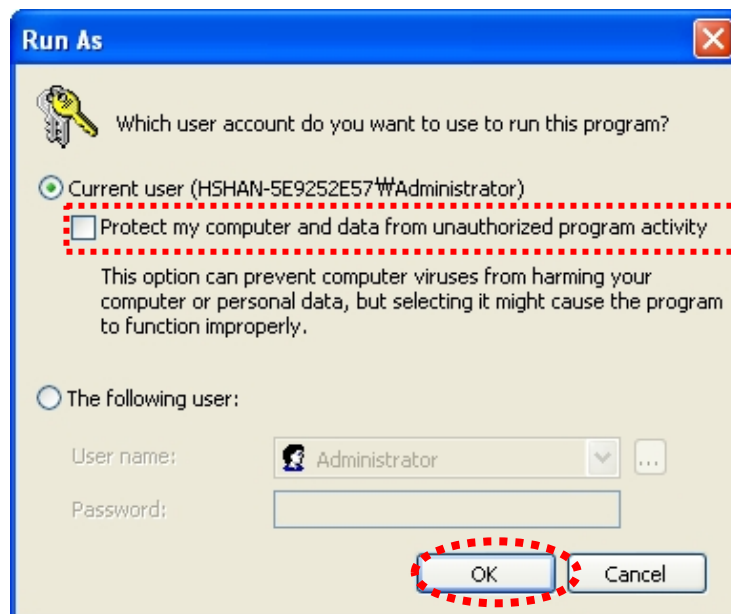 Run As
Which user account do you want to use to run this program?
Current user (HSHAN-5E9252E57₩Administrator)
Protect my computer and data from unauthorized program activity
This option can prevent computer viruses from harming your
computer or personal data, but selecting it might cause the program
to function improperly.
The following user:
User name:
Administrator
...
Password:
OK
Cancel